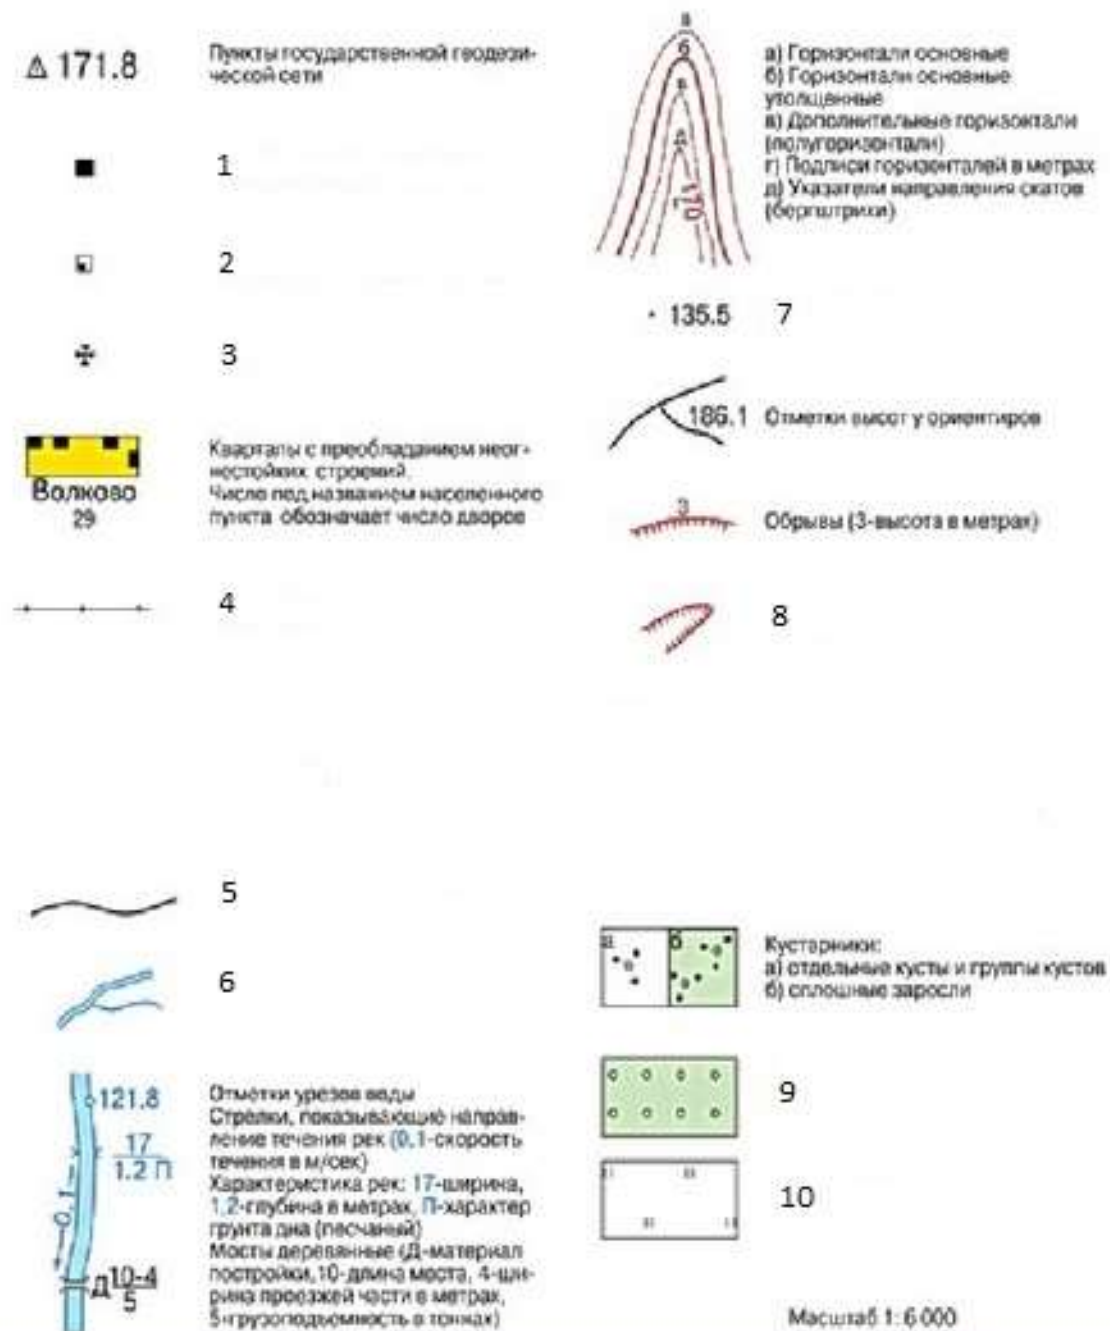 171.8
Пункты государственной геодези-
ческой сети
1
2
3
Волково
29
Кварталы с преобладанием неог-
нестойких строений.
Число под названием населенного
пункта обозначает число дворов
4
5
6
121.8
17
1.2 П
0,1
Д 10-4
5
Отметки урезов воды
Стрелки, показывающие направ-
ление течения рек (0,1-скорость
течения в м/сек)
Характеристика рек: 17-ширина,
1,2-глубина в метрах, П-характер
грунта дна (песчаный)
Мосты деревянные (Д-материал
постройки, 10-длина моста, 4-ши-
рина проезжей части в метрах,
5-грузоподъемность в тоннах)
а
б
в
д
г
170
а) Горизонтали основные
б) Горизонтали основные
утолщенные
в) Дополнительные горизонтали
(полугоризонтали)
г) Подписи горизонталей в метрах
д) Указатели направления скатов
(бергштрихи)
135.5
7
186.1
Отметки высот у ориентиров
3
Обрывы (3-высота в метрах)
8
а
б
Кустарники:
а) отдельные кусты и группы кустов
б) сплошные заросли
9
10
Масштаб 1: 6 000